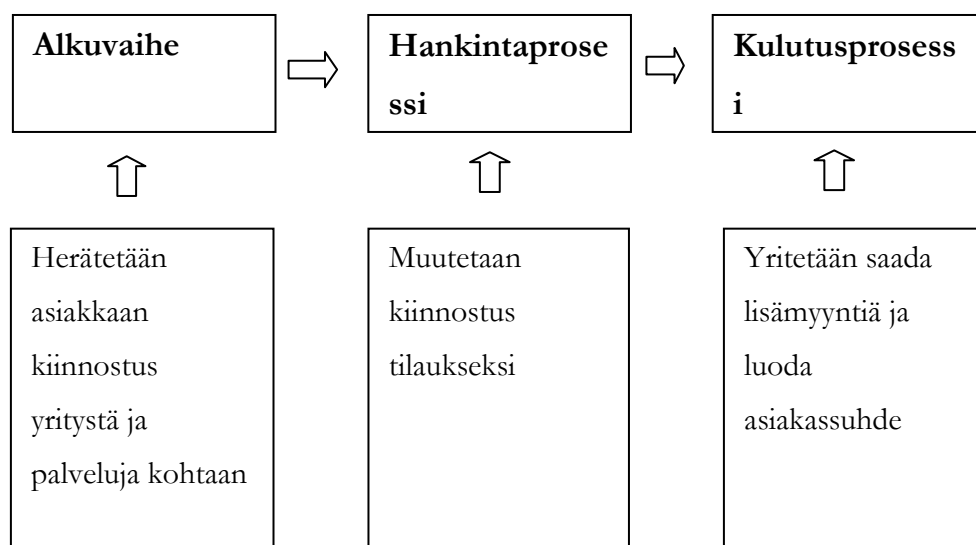 Alkuvaihe
Hankintaprose
ssi
Kulutusprosess
i
Herätetään
asiakkaan
kiinnostus
yritystä ja
palveluja kohtaan
Muutetaan
kiinnostus
tilaukseksi
Yritetään saada
lisämyyntiä ja
luoda
asiakassuhde